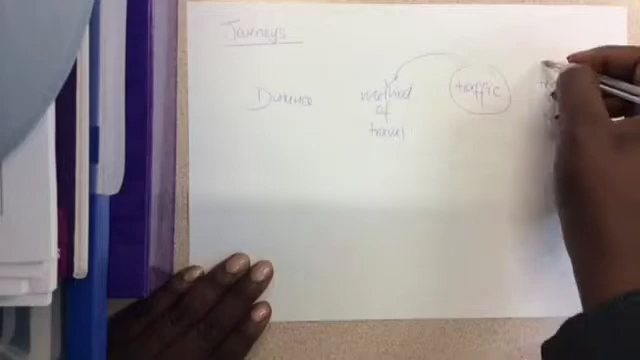 Journeys
Distance
method
of
travel
traffic